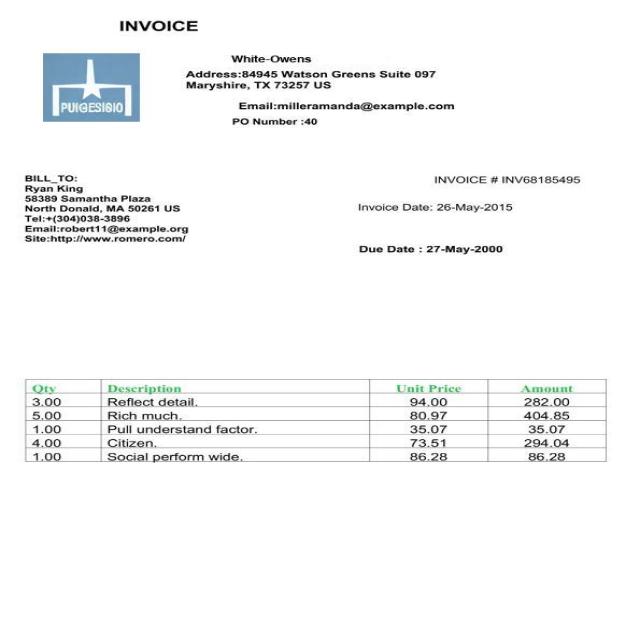 INVOICE
White-Owens
Address:84945 Watson Greens Suite 097
Maryshire, TX 73257 US
PUIGESIGIO
Email:milleramanda@example.com
PO Number :40
BILL_TO:
Ryan King
58389 Samantha Plaza
North Donald, MA 50261 US
Tel:+(304)038-3896
Email:robert11@example.org
Site:http://www.romero.com/
INVOICE # INV68185495
Invoice Date: 26-May-2015
Due Date : 27-May-2000
Qty Description Unit Price Amount
3.00 Reflect detail. 94.00 282.00
5.00 Rich much. 80.97 404.85
1.00 Pull understand factor. 35.07 35.07
4.00 Citizen. 73.51 294.04
1.00 Social perform wide. 86.28 86.28